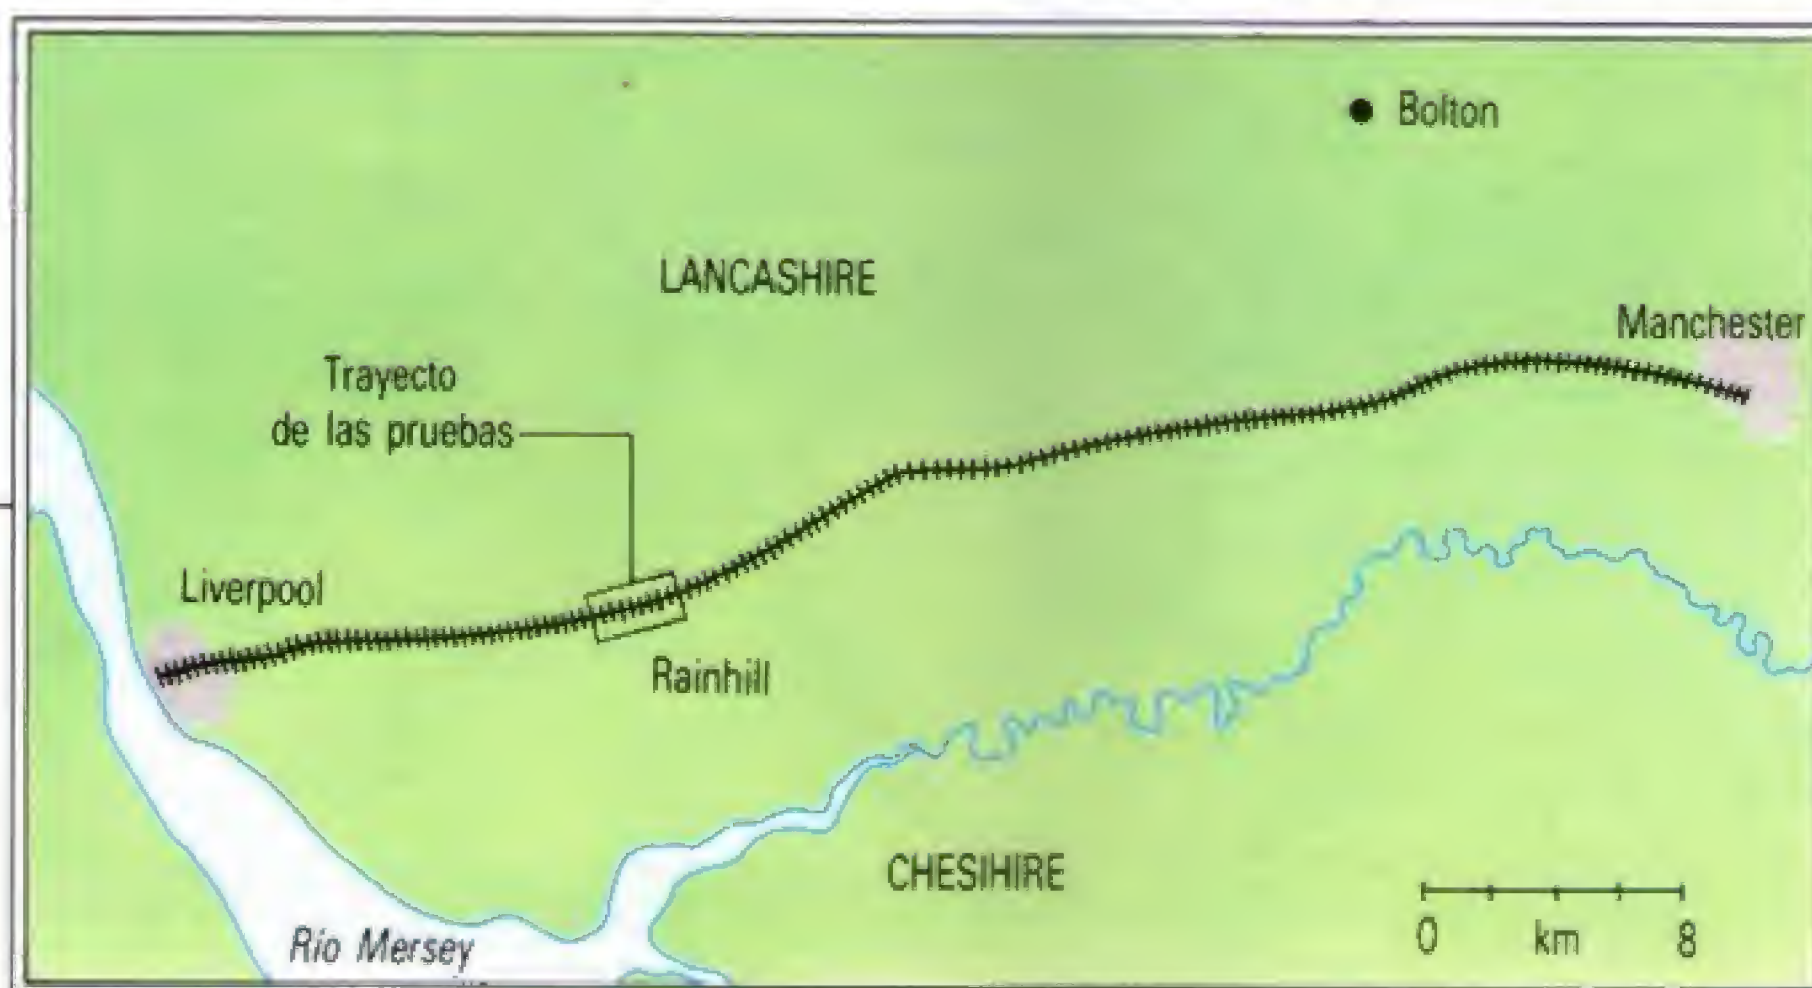 Bolton
LANCASHIRE
Manchester
Trayecto
de las pruebas
Liverpool
Rainhill
CHESIHIRE
Río Mersey
0 km 8